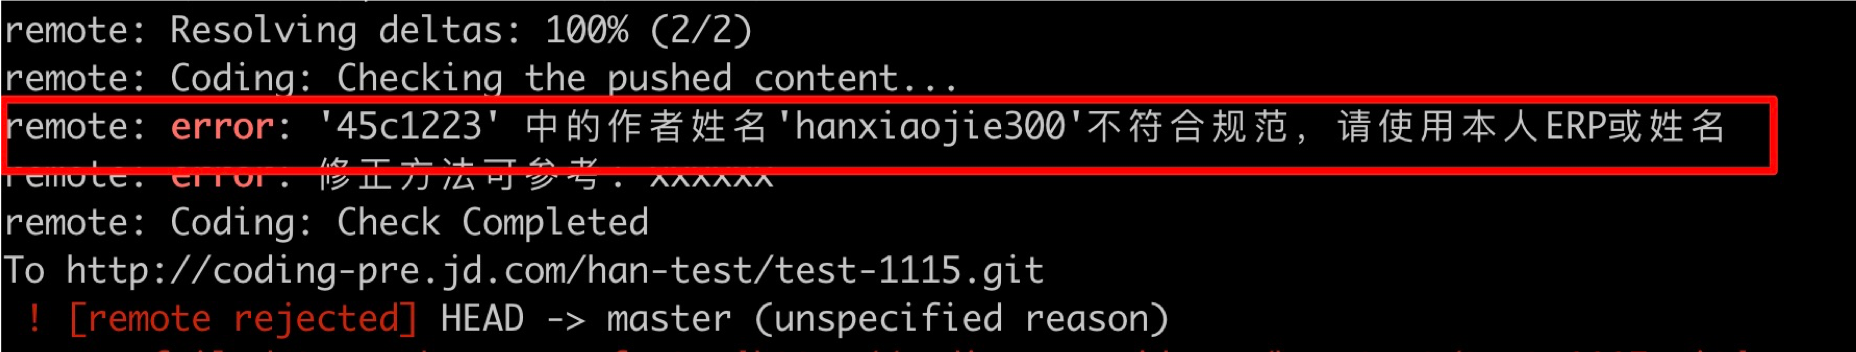 remote: Resolving deltas: 100% (2/2)
remote: Coding: Checking the pushed content...
remote: error: '45c1223' 中的作者姓名'hanxiaojie300'不符合规范，请使用本人ERP或姓名
remote: error: 修正方法可参考：xxxxxx
remote: Coding: Check Completed
To http://coding-pre.jd.com/han-test/test-1115.git
! [remote rejected] HEAD -> master (unspecified reason)